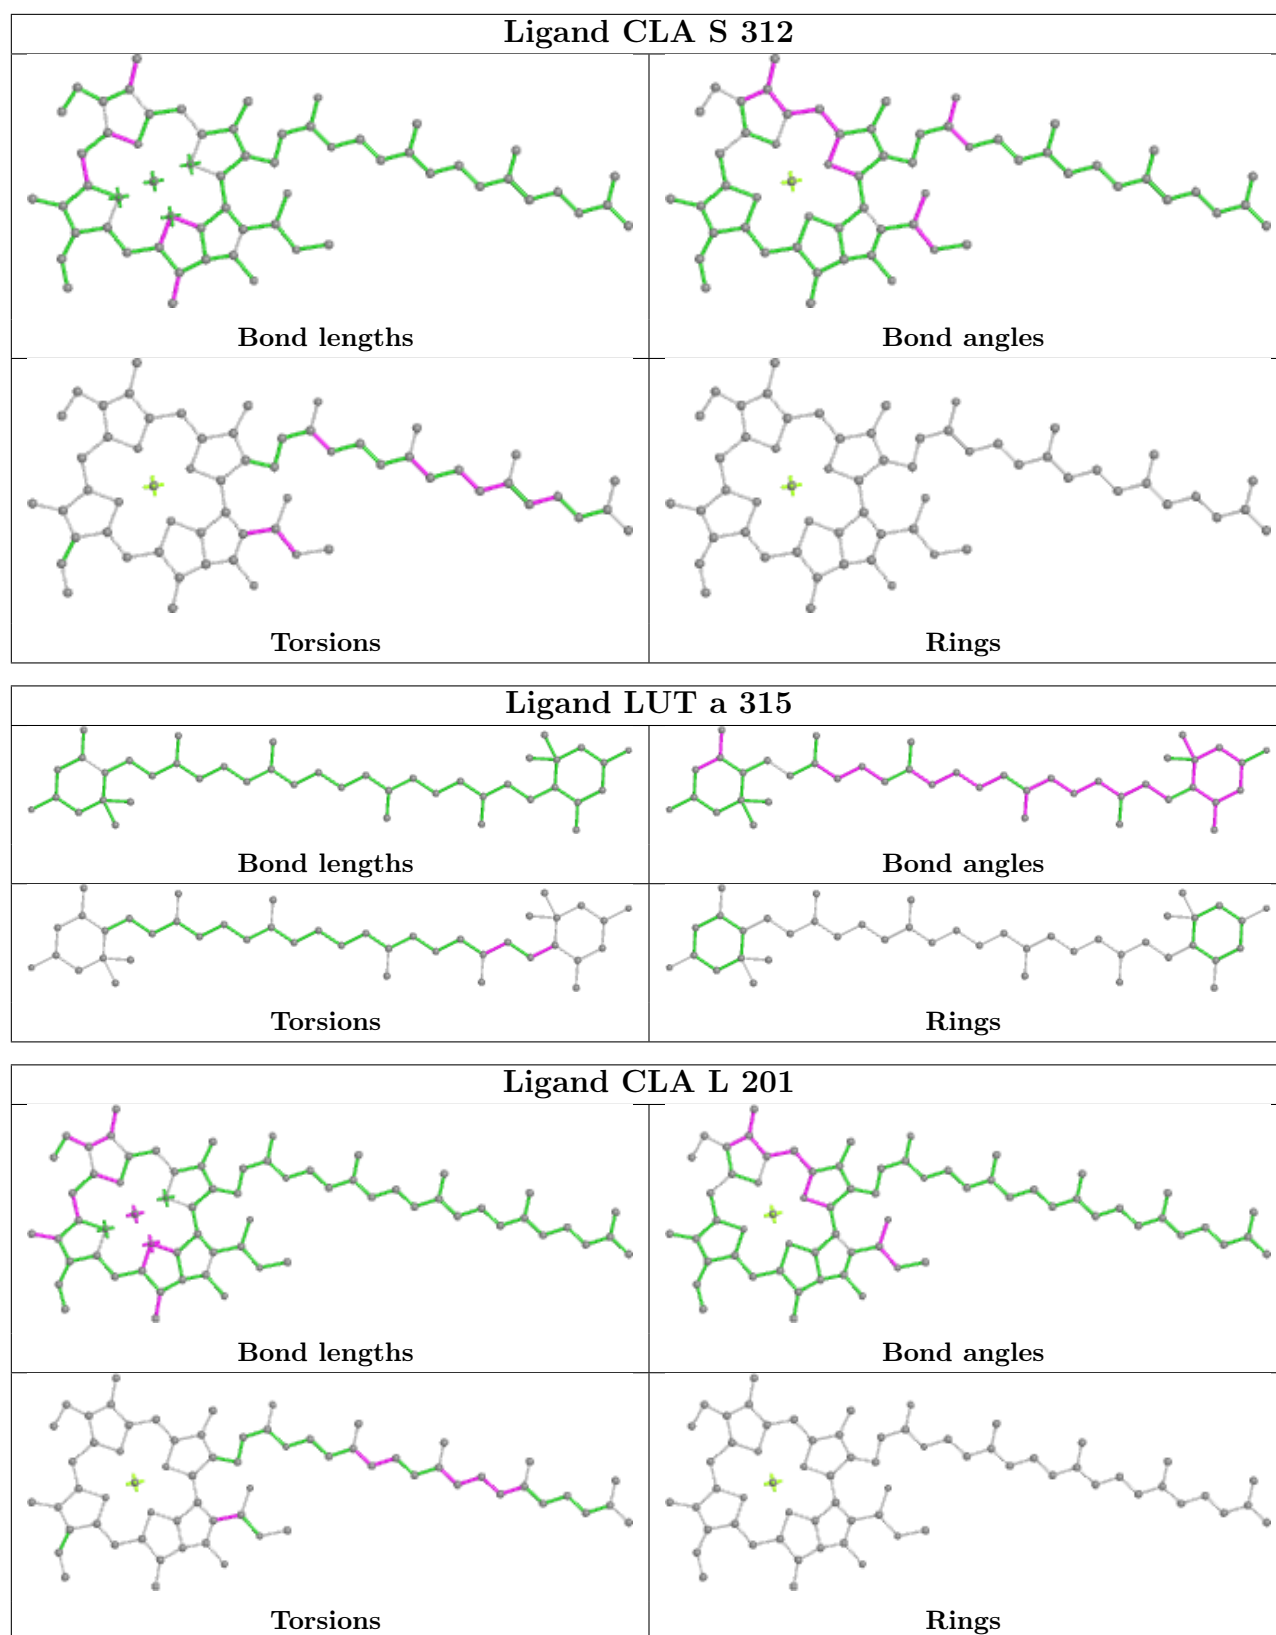 Ligand CLA S 312
Bond lengths
Bond angles
Torsions
Rings
Ligand LUT a 315
Bond lengths
Bond angles
Torsions
Rings
Ligand CLA L 201
Bond lengths
Bond angles
Torsions
Rings